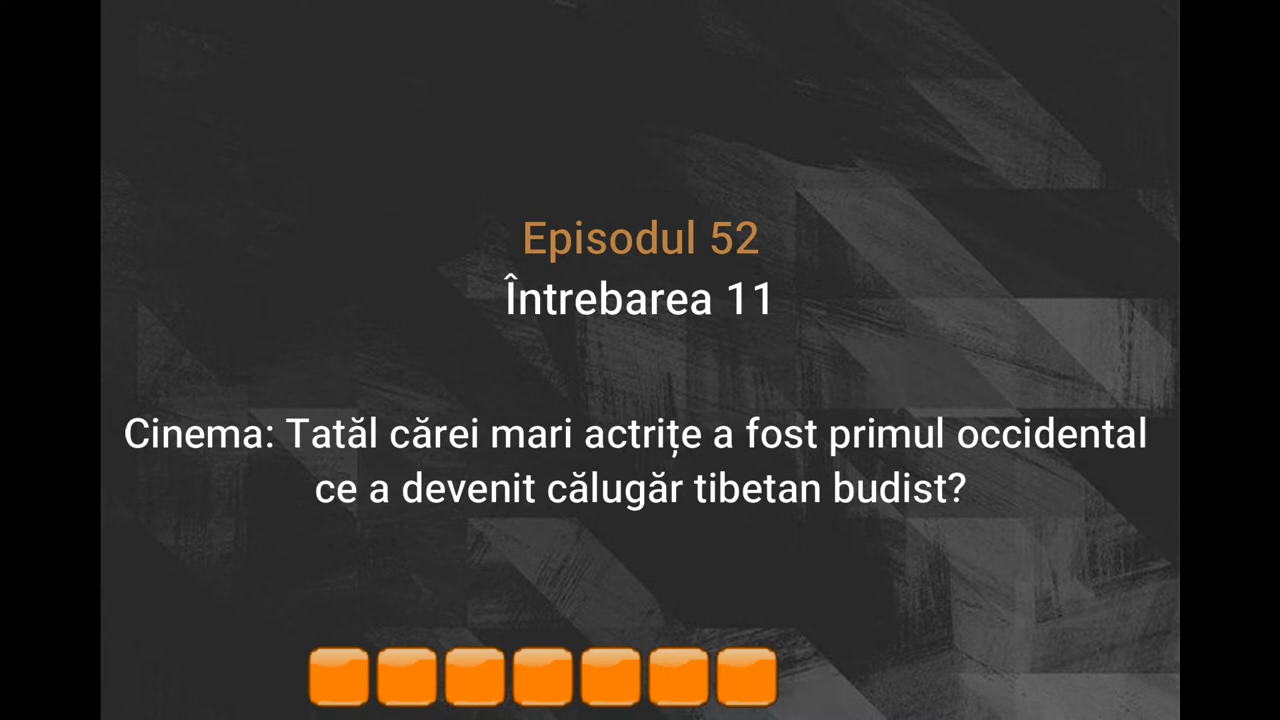 Episodul 52
Întrebarea 11
Cinema: Tatăl cărei mari actrițe a fost primul occidental
ce a devenit călugăr tibetan budist?